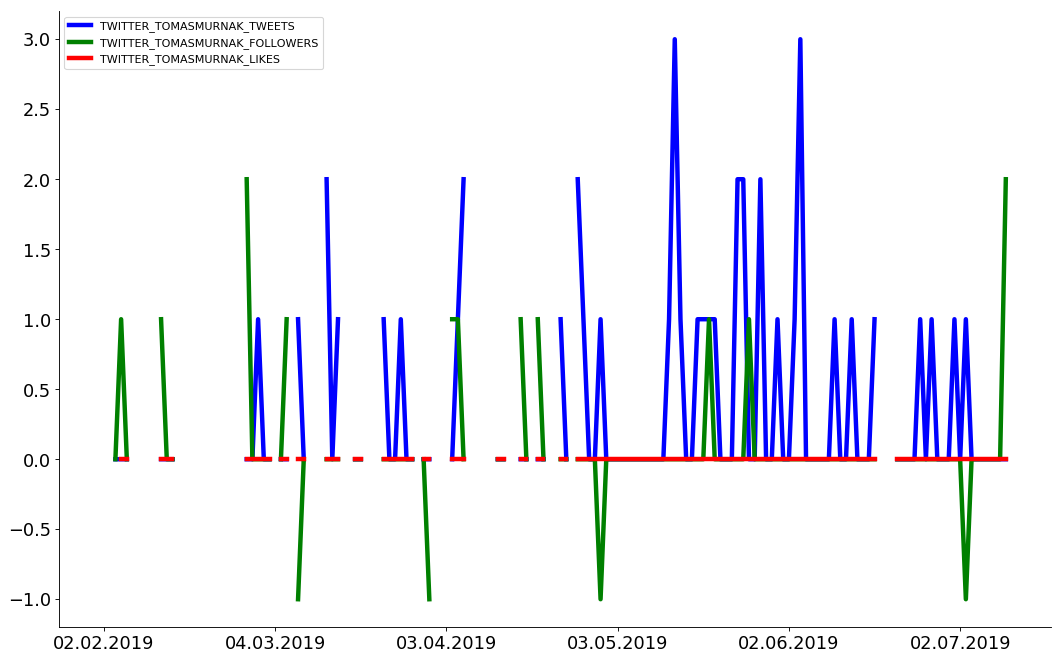 TWITTER_TOMASMURNAK_TWEETS
TWITTER_TOMASMURNAK_FOLLOWERS
TWITTER_TOMASMURNAK_LIKES
3.0
2.5
2.0
1.5
1.0
0.5
0.0
−0.5
−1.0
02.02.2019 04.03.2019 03.04.2019 03.05.2019 02.06.2019 02.07.2019